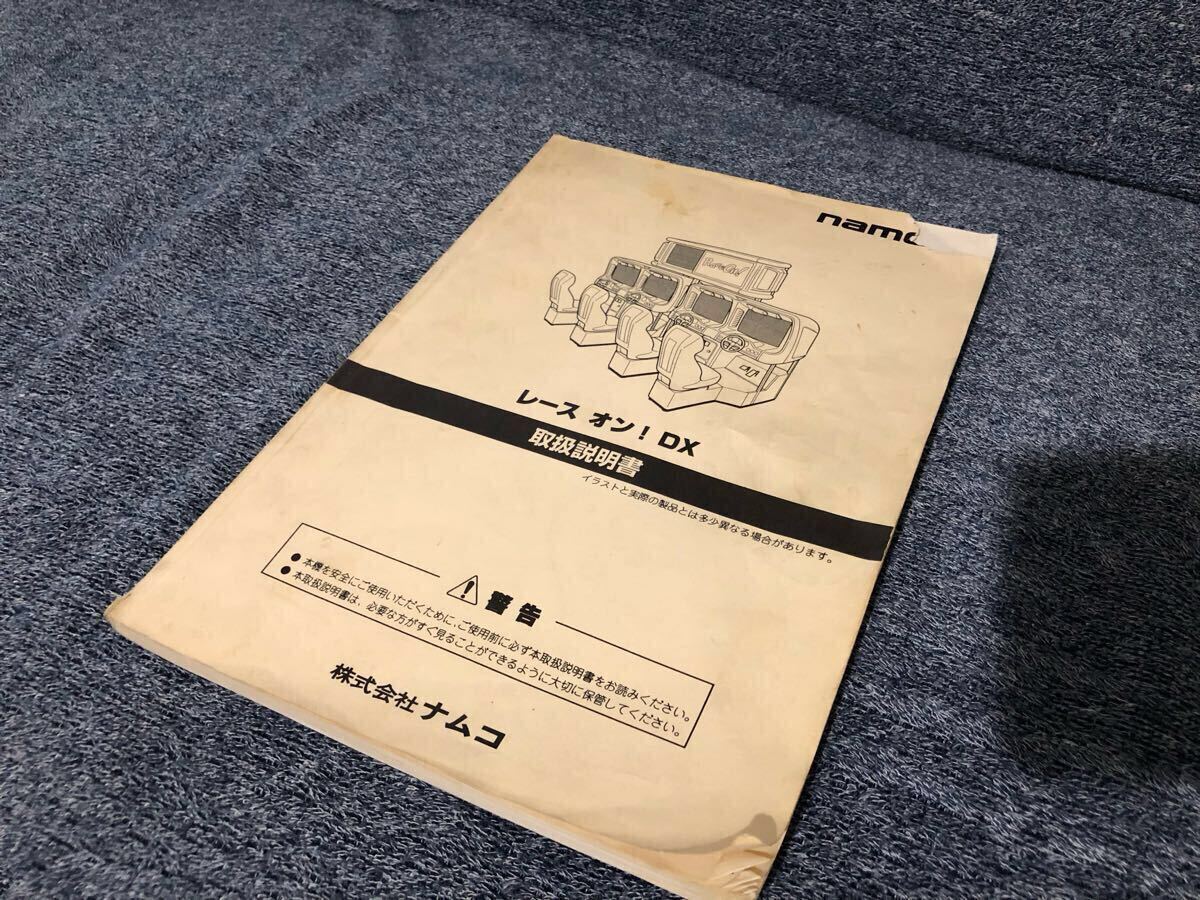 namc
Race On!
レース オン! DX
取扱説明書
イラストと実際の製品とは多少異なる場合があります。
警告
●本機を安全にご使用いただくために、ご使用前に必ず本取扱説明書をお読みください。
●本取扱説明書は、必要な方がすぐ見ることができるように大切に保管してください。
株式会社ナムコ